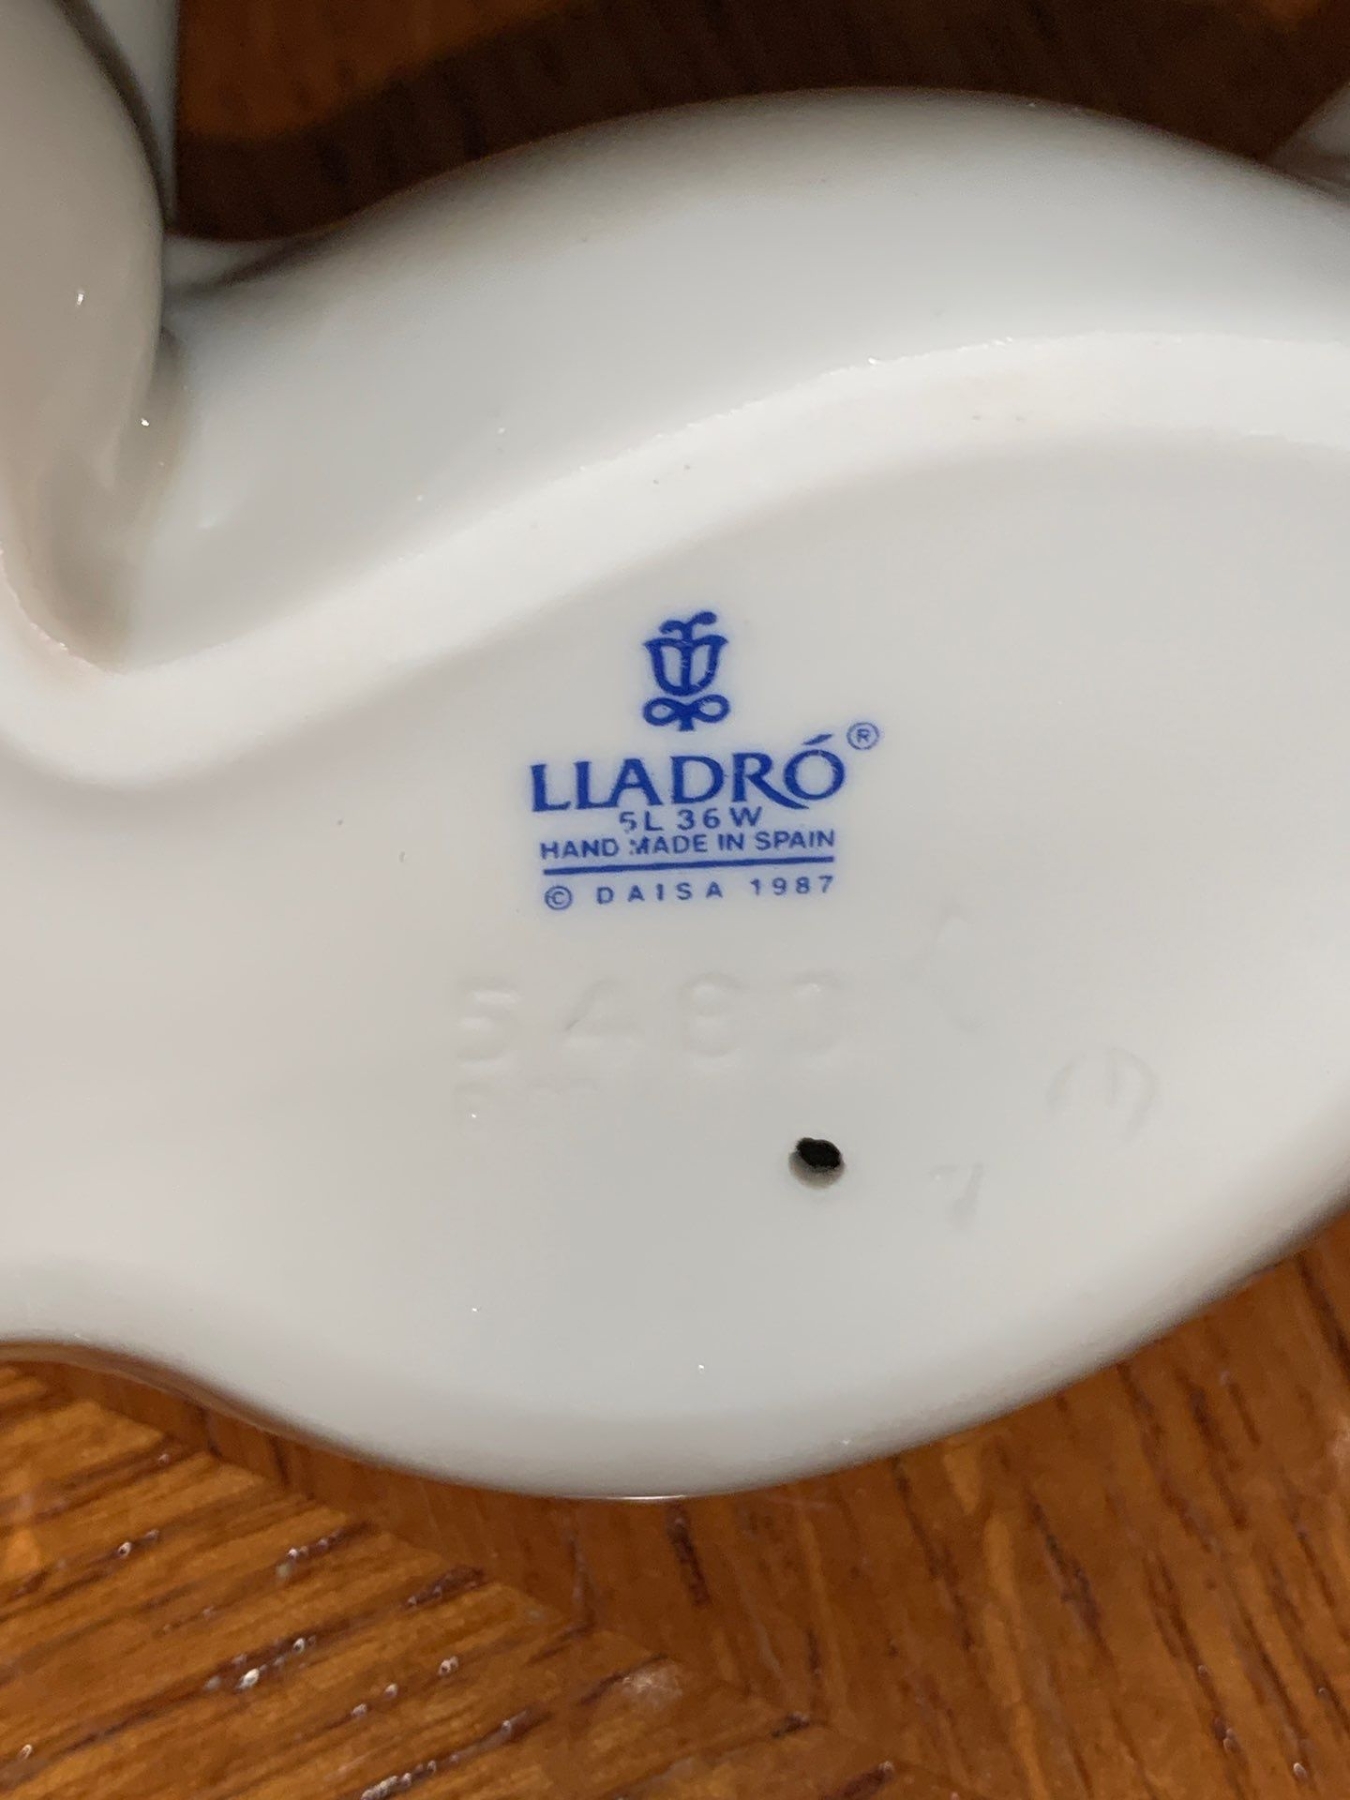 LLADRÓ®
5L 36W
HAND MADE IN SPAIN
© DAISA 1987